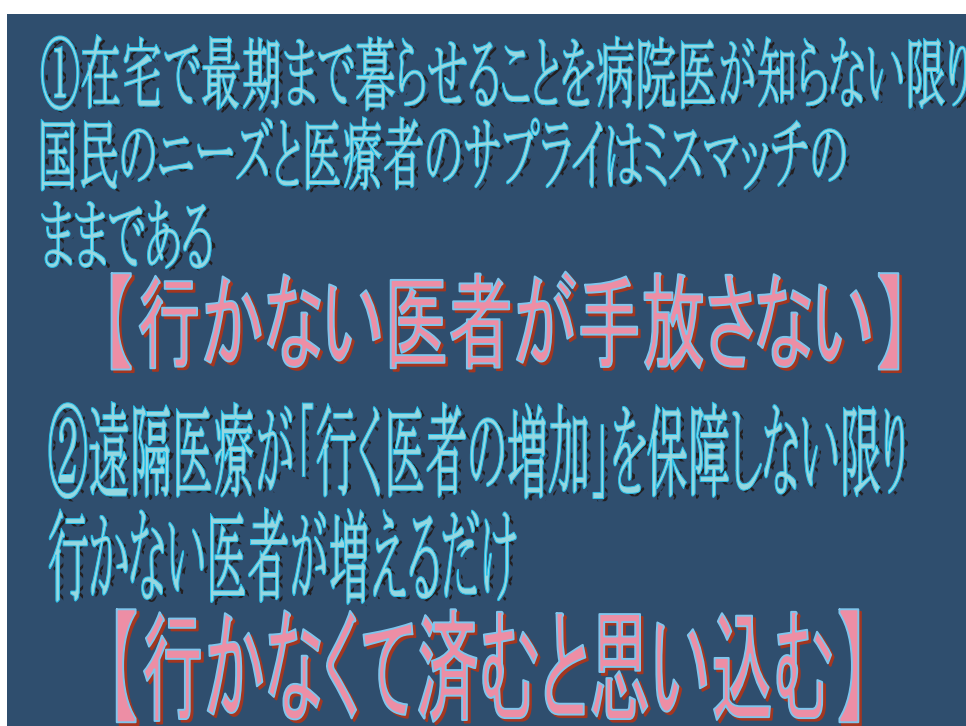 ①在宅で最期まで暮らせることを病院医が知らない限り
国民のニーズと医療者のサプライはミスマッチの
ままである
【行かない医者が手放さない】
②遠隔医療が「行く医者の増加」を保障しない限り
行かない医者が増えるだけ
【行かなくて済むと思い込む】